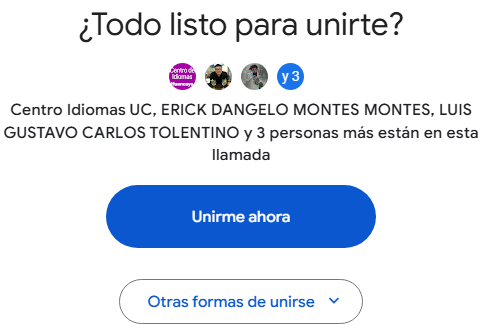 ¿Todo listo para unirte?
Centro de
Idiomas
y 3
Centro Idiomas UC, ERICK DANGELO MONTES MONTES, LUIS
GUSTAVO CARLOS TOLENTINO y 3 personas más están en esta
llamada
Unirme ahora
Otras formas de unirse